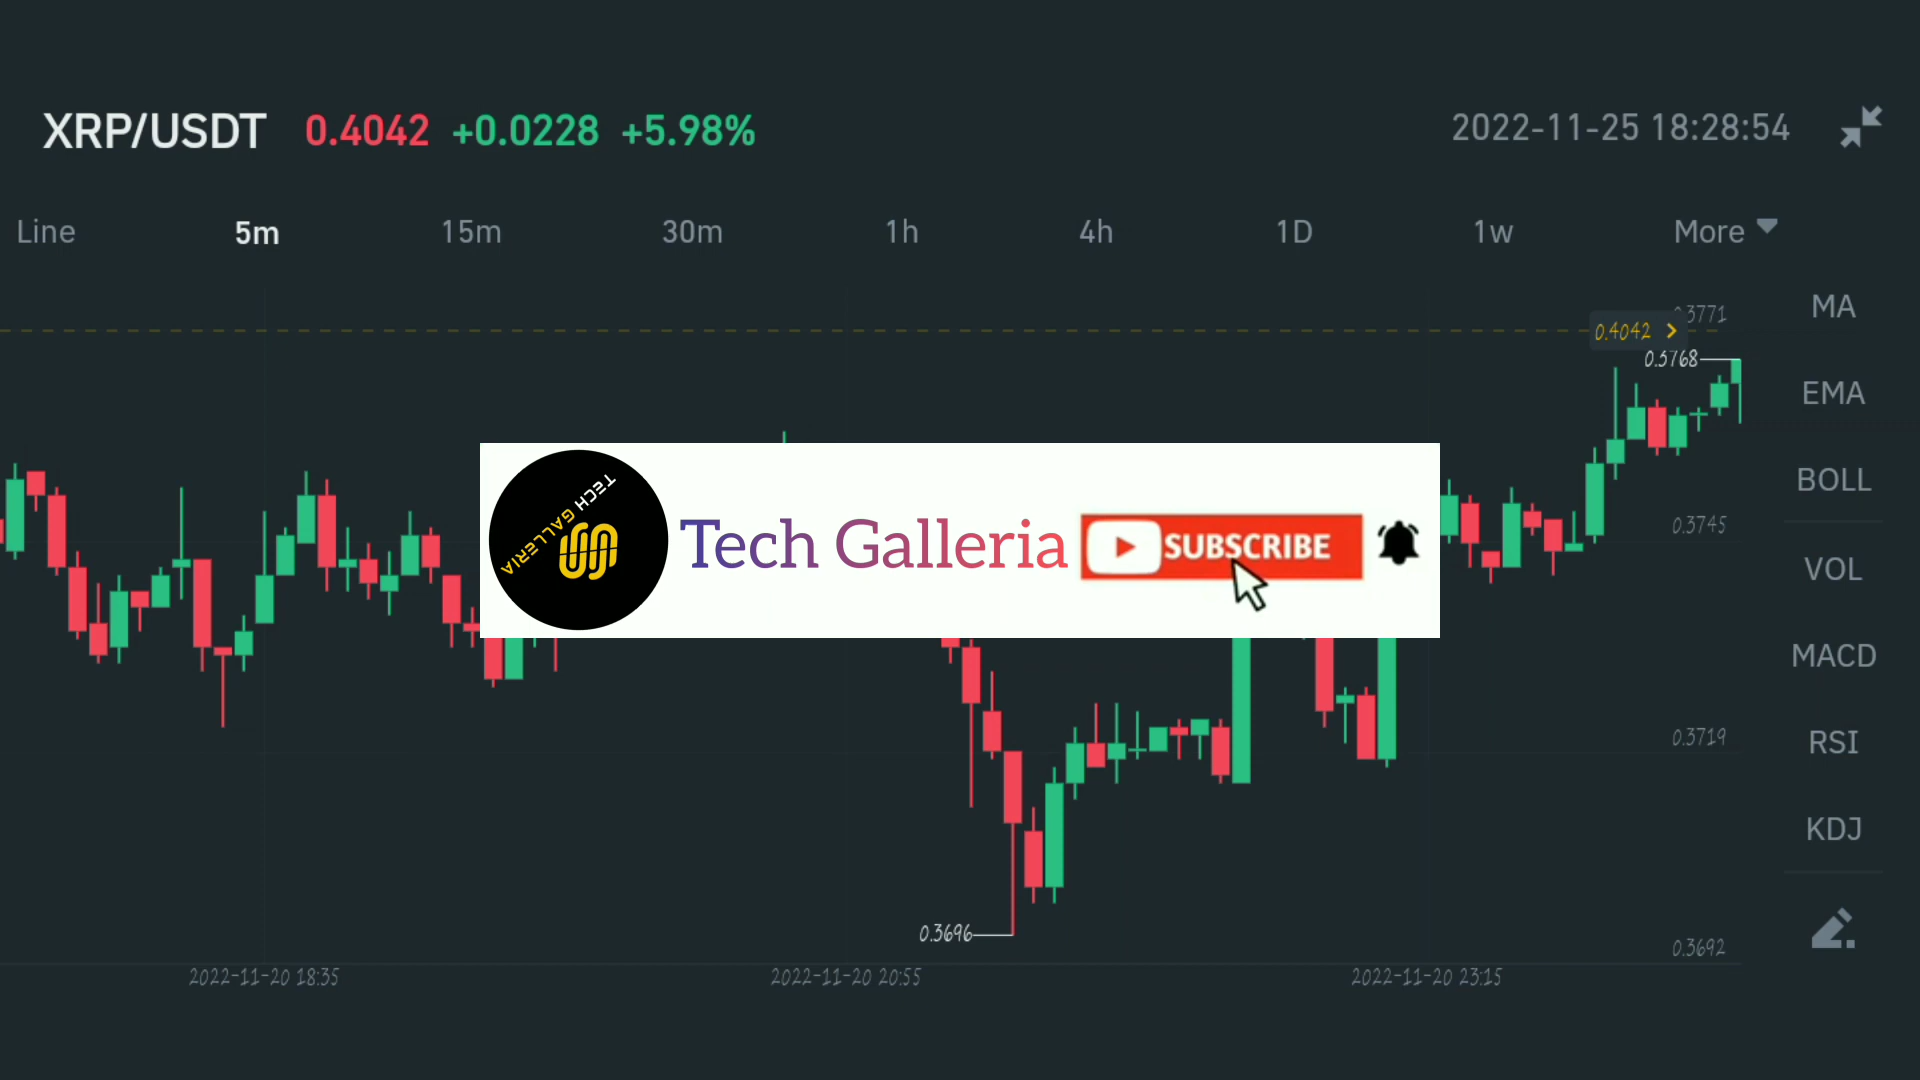 XRP/USDT 0.4042 +0.0228 +5.98% 2022-11-25 18:28:54
Line 5m 15m 30m 1h 4h 1D 1w More
MA
0.4042
0.3768
EMA
BOLL
TECH GALLERIA
Tech Galleria SUBSCRIBE
0.3745
VOL
MACD
0.3719
RSI
KDJ
0.3696
0.3692
2022-11-20 18:35 2022-11-20 20:55 2022-11-20 23:15